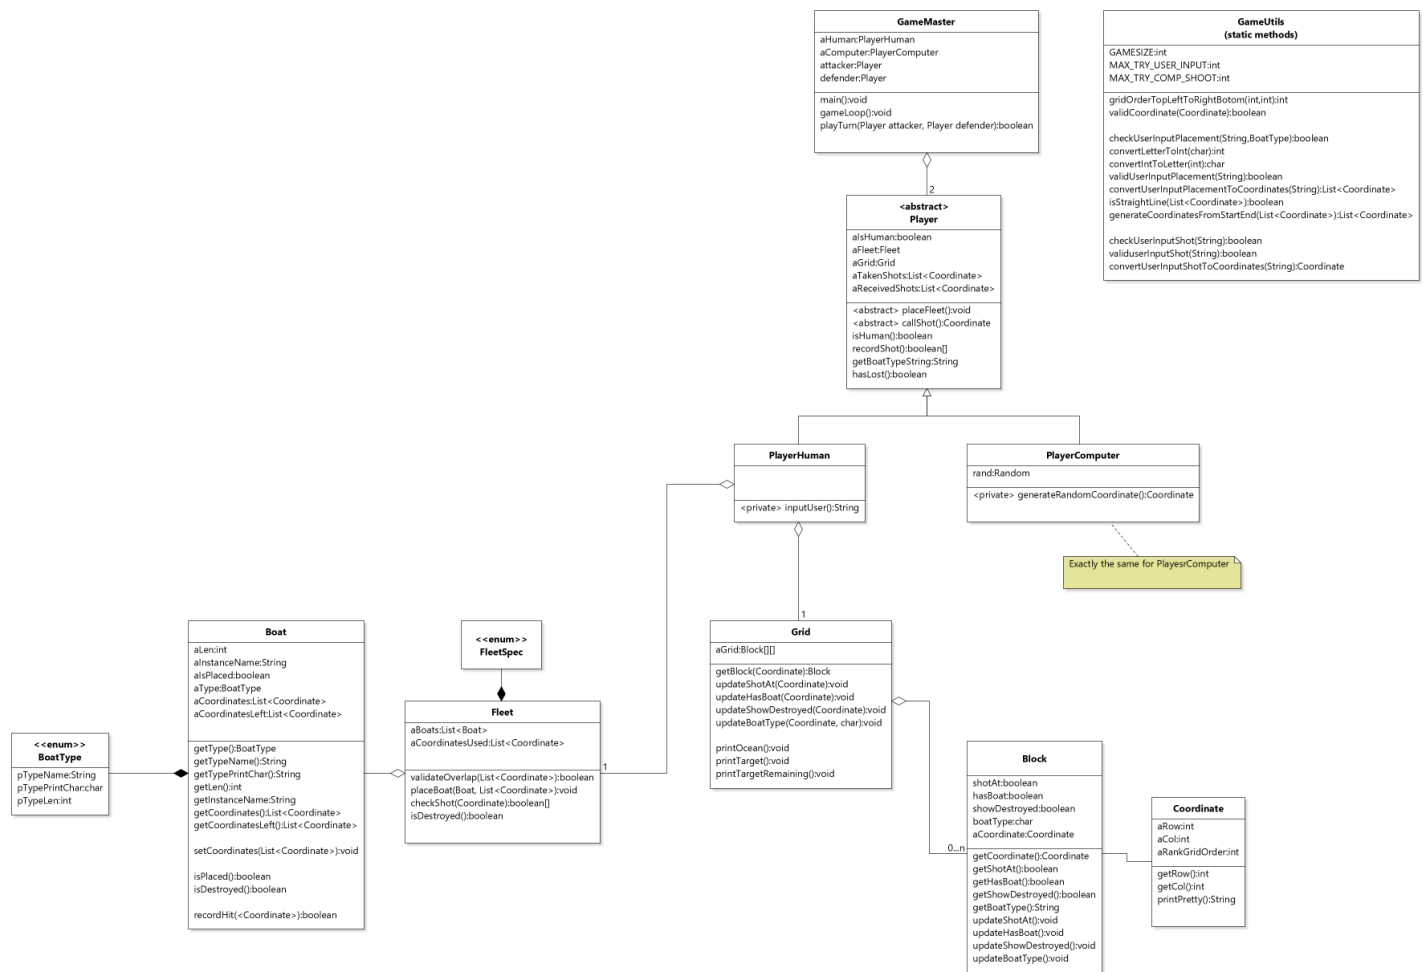 GameMaster
aHuman:PlayerHuman
aComputer:PlayerComputer
attacker:Player
defender:Player
main():void
gameLoop():void
playTurn(Player attacker, Player defender):boolean
GameUtils
(static methods)
GAMESIZE:int
MAX_TRY_USER_INPUT:int
MAX_TRY_COMP_SHOOT:int
gridOrderTopLeftToRightBotom(int,int):int
validCoordinate(Coordinate):boolean
checkUserInputPlacement(String,BoatType):boolean
convertLetterToInt(char):int
convertIntToLetter(int):char
validUserInputPlacement(String):boolean
convertUserInputPlacementToCoordinates(String):List<Coordinate>
isStraightLine(List<Coordinate>):boolean
generateCoordinatesFromStartEnd(List<Coordinate>):List<Coordinate>
checkUserInputShot(String):boolean
validuserInputShot(String):boolean
convertUserInputShotToCoordinates(String):Coordinate
2
<abstract>
Player
aIsHuman:boolean
aFleet:Fleet
aGrid:Grid
aTakenShots:List<Coordinate>
aReceivedShots:List<Coordinate>
<abstract> placeFleet():void
<abstract> callShot():Coordinate
isHuman():boolean
recordShot():boolean[]
getBoatTypeString:String
hasLost():boolean
PlayerHuman
<private> inputUser():String
PlayerComputer
rand:Random
<private> generateRandomCoordinate():Coordinate
Exactly the same for PlayesrComputer
1
Boat
aLen:int
aInstanceName:String
aIsPlaced:boolean
aType:BoatType
aCoordinates:List<Coordinate>
aCoordinatesLeft:List<Coordinate>
getType():BoatType
getTypeName():String
getTypePrintChar():String
getLen():int
getInstanceName:String
getCoordinates():List<Coordinate>
getCoordinatesLeft():List<Coordinate>
setCoordinates(List<Coordinate>):void
isPlaced():boolean
isDestroyed():boolean
recordHit(<Coordinate>):boolean
<<enum>>
FleetSpec
Grid
aGrid:Block[][]
getBlock(Coordinate):Block
updateShotAt(Coordinate):void
updateHasBoat(Coordinate):void
updateShowDestroyed(Coordinate):void
updateBoatType(Coordinate, char):void
printOcean():void
printTarget():void
printTargetRemaining():void
Fleet
aBoats:List<Boat>
aCoordinatesUsed:List<Coordinate>
validateOverlap(List<Coordinate>):boolean
placeBoat(Boat, List<Coordinate>):void
checkShot(Coordinate):boolean[]
isDestroyed():boolean
1
<<enum>>
BoatType
pTypeName:String
pTypePrintChar:char
pTypeLen:int
Block
shotAt:boolean
hasBoat:boolean
showDestroyed:boolean
boatType:char
aCoordinate:Coordinate
getCoordinate():Coordinate
getShotAt():boolean
getHasBoat():boolean
getShowDestroyed():boolean
getBoatType():String
updateShotAt():void
updateHasBoat():void
updateShowDestroyed():void
updateBoatType():void
0...n
Coordinate
aRow:int
aCol:int
aRankGridOrder:int
getRow():int
getCol():int
printPretty():String